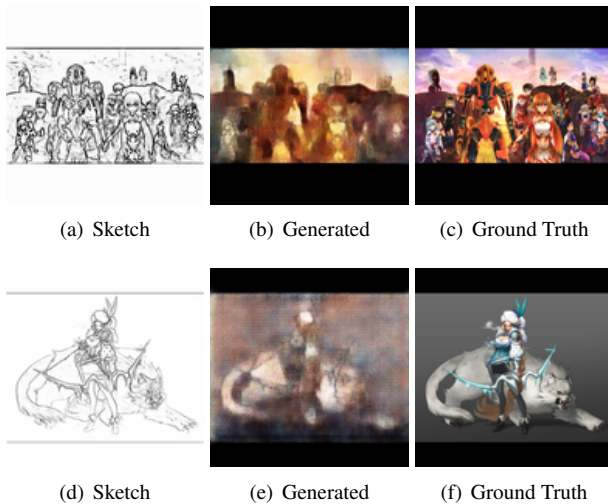 (a) Sketch
(b) Generated
(c) Ground Truth
(d) Sketch
(e) Generated
(f) Ground Truth